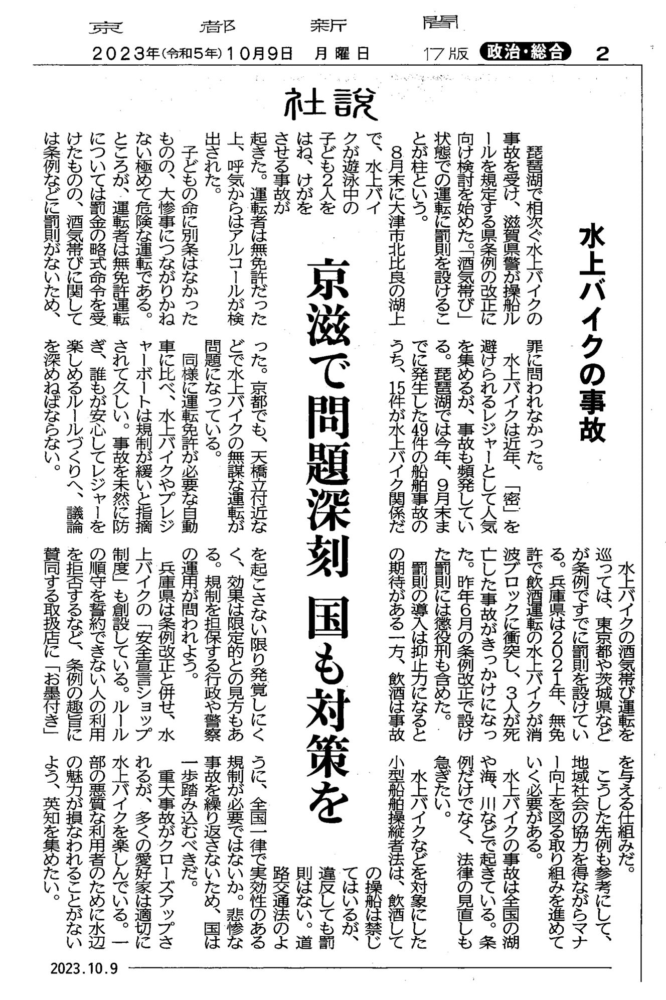 京都新聞
2023年(令和5年)10月9日 月曜日 17版 政治・総合 2
社説
水上バイクの事故
京滋で問題深刻 国も対策を
琵琶湖で相次ぐ水上バイクの
事故を受け、滋賀県警が操船ル
ールを規定する県条例の改正に
向け検討を始めた。「酒気帯び」
状態での運転に罰則を設けるこ
とが柱という。
8月末に大津市北比良の湖上
で、水上バイ
クが遊泳中の
子ども2人を
はね、けがを
させる事故が
起きた。運転者は無免許だった
上、呼気からはアルコールが検
出された。
子どもの命に別条はなかった
ものの、大惨事につながりかね
ない極めて危険な運転である。
ところが、運転者は無免許運転
については罰金の略式命令を受
けたものの、酒気帯びに関して
は条例などに罰則がないため、
罪に問われなかった。
水上バイクは近年、「密」を
避けられるレジャーとして人気
を集めるが、事故も頻発してい
る。琵琶湖では今年、9月末ま
でに発生した49件の船舶事故の
うち、15件が水上バイク関係だ
った。京都でも、天橋立付近な
どで水上バイクの無謀な運転が
問題になっている。
同様に運転免許が必要な自動
車に比べ、水上バイクやプレジ
ャーボートは規制が緩いと指摘
されて久しい。事故を未然に防
ぎ、誰もが安心してレジャーを
楽しめるルールづくりへ、議論
を深めねばならない。
水上バイクの酒気帯び運転を
巡っては、東京都や茨城県など
が条例ですでに罰則を設けてい
る。兵庫県は2021年、無免
許で飲酒運転の水上バイクが消
波ブロックに衝突し、3人が死
亡した事故がきっかけになっ
た。昨年6月の条例改正で設け
た罰則には懲役刑も含めた。
罰則の導入は抑止力になると
の期待がある一方、飲酒は事故
を起こさない限り発覚しにく
く、効果は限定的との見方もあ
る。規制を担保する行政や警察
の運用が問われよう。
兵庫県は条例改正と併せ、水
上バイクの「安全宣言ショップ
制度」も創設している。ルール
の順守を誓約できない人の利用
を拒否するなど、条例の趣旨に
賛同する取扱店に「お墨付き」
を与える仕組みだ。
こうした先例も参考にして、
地域社会の協力を得ながらマナ
ー向上を図る取り組みを進めて
いく必要がある。
水上バイクの事故は全国の湖
や海、川などで起きている。条
例だけでなく、法律の見直しも
急ぎたい。
水上バイクなどを対象にした
小型船舶操縦者法は、飲酒して
の操船は禁じ
てはいるが、
違反しても罰
則はない。道
路交通法のよ
うに、全国一律で実効性のある
規制が必要ではないか。悲惨な
事故を繰り返さないため、国は
一歩踏み込むべきだ。
重大事故がクローズアップさ
れるが、多くの愛好家は適切に
水上バイクを楽しんでいる。一
部の悪質な利用者のために水辺
の魅力が損なわれることがない
よう、英知を集めたい。
2023.10.9